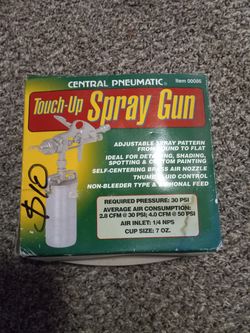 CENTRAL PNEUMATIC® Item 00086
Touch-Up Spray Gun
ADJUSTABLE SPRAY PATTERN
FROM ROUND TO FLAT
IDEAL FOR DETAILING, SHADING,
SPOTTING & CUSTOM PAINTING
SELF-CENTERING BRASS AIR NOZZLE
THUMB FLUID CONTROL
NON-BLEEDER TYPE & FEED
$10
REQUIRED PRESSURE: 30 PSI
AVERAGE AIR CONSUMPTION:
2.8 CFM @ 30 PSI; 4.0 CFM @ 50 PSI
AIR INLET: 1/4 NPS
CUP SIZE: 7 OZ.